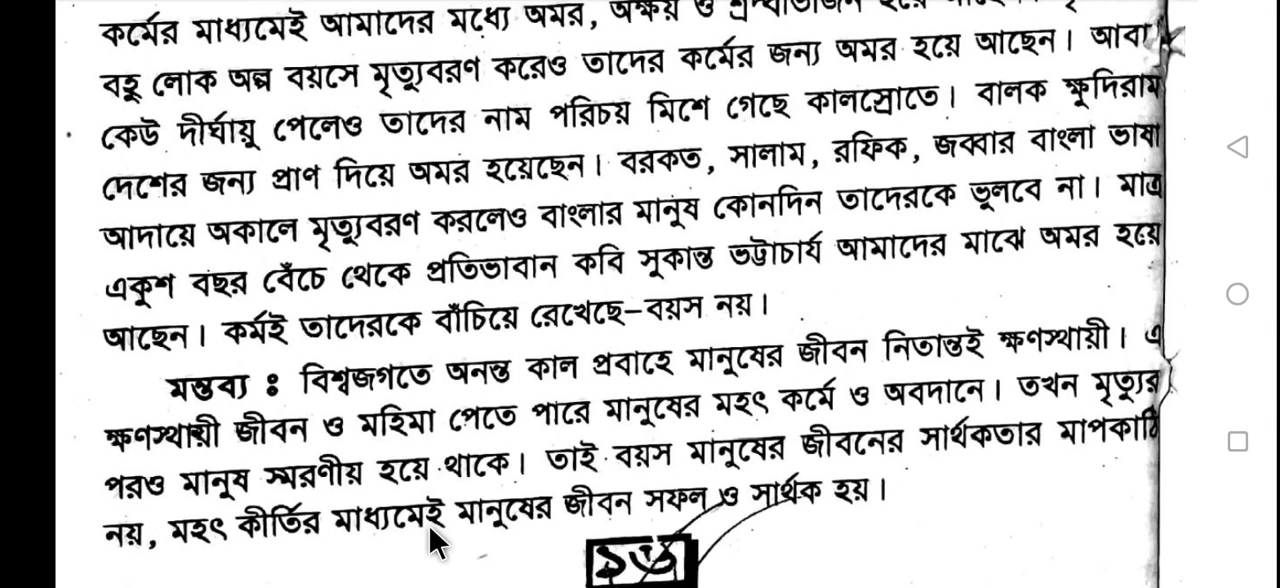 কর্মের মাধ্যমেই আমাদের মধ্যে অমর, অক্ষয় ও
বহু লোক অল্প বয়সে মৃত্যুবরণ করেও তাদের কর্মের জন্য অমর হয়ে আছেন। আবা
কেউ দীর্ঘায়ু পেলেও তাদের নাম পরিচয় মিশে গেছে কালস্রোতে। বালক ক্ষুদিরাম
দেশের জন্য প্রাণ দিয়ে অমর হয়েছেন। বরকত, সালাম, রফিক, জব্বার বাংলা ভাষা
আদায়ে অকালে মৃত্যুবরণ করলেও বাংলার মানুষ কোনদিন তাদেরকে ভুলবে না। মাত্র
একুশ বছর বেঁচে থেকে প্রতিভাবান কবি সুকান্ত ভট্টাচার্য আমাদের মাঝে অমর হয়ে
আছেন। কর্মই তাদেরকে বাঁচিয়ে রেখেছে–বয়স নয়।
মন্তব্য ঃ বিশ্বজগতে অনন্ত কাল প্রবাহে মানুষের জীবন নিতান্তই ক্ষণস্থায়ী। এ
ক্ষণস্থায়ী জীবন ও মহিমা পেতে পারে মানুষের মহৎ কর্মে ও অবদানে। তখন মৃত্যুর
পরও মানুষ স্মরণীয় হয়ে থাকে। তাই বয়স মানুষের জীবনের সার্থকতার মাপকাঠি
নয়, মহৎ কীর্তির মাধ্যমেই মানুষের জীবন সফল ও সার্থক হয়।